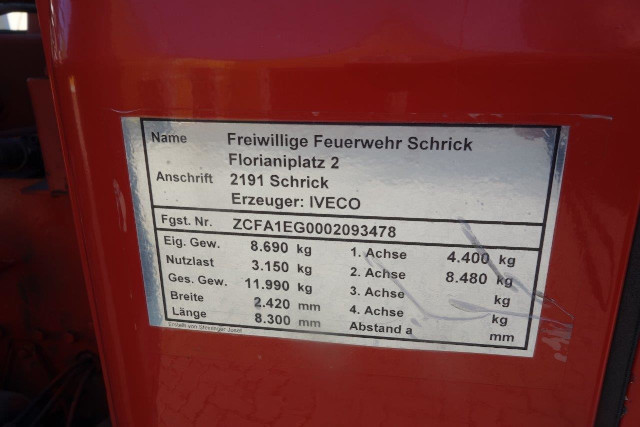 Name Freiwillige Feuerwehr Schrick
Florianiplatz 2
Anschrift 2191 Schrick
Erzeuger: IVECO
Fgst. Nr. ZCFA1EG0002093478
Eig. Gew. 8.690 kg 1. Achse 4.400 kg
Nutzlast 3.150 kg 2. Achse 8.480 kg
Ges. Gew. 11.990 kg 3. Achse kg
Breite 2.420 mm 4. Achse kg
Länge 8.300 mm Abstand a mm
Erstellt von